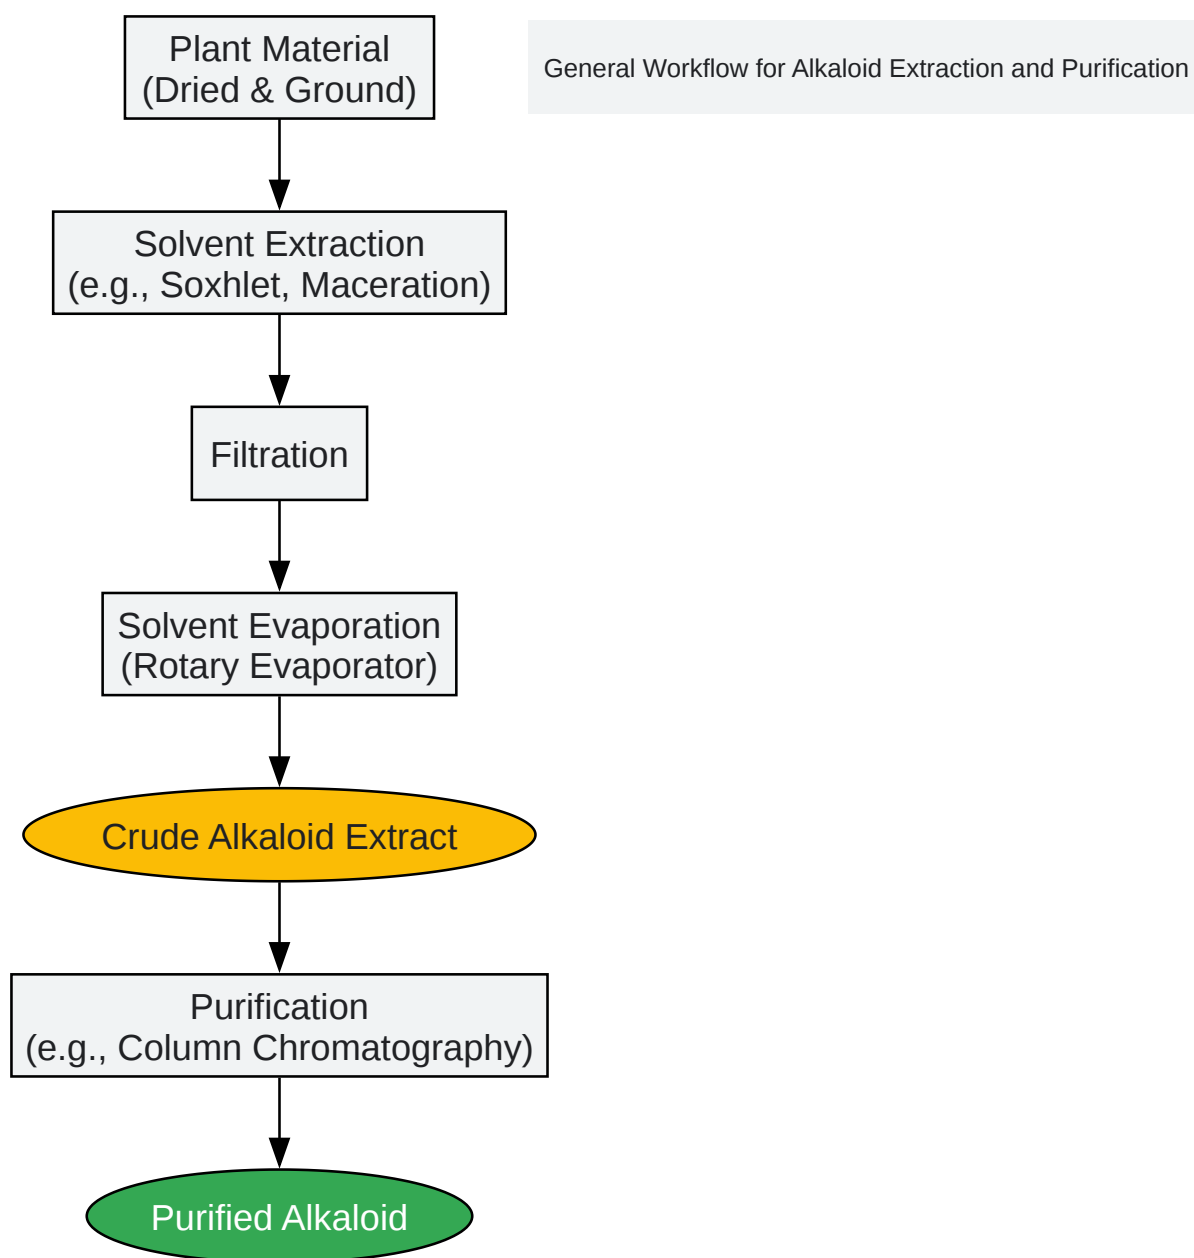 Plant Material
(Dried & Ground)
General Workflow for Alkaloid Extraction and Purification
Solvent Extraction
(e.g., Soxhlet, Maceration)
Filtration
Solvent Evaporation
(Rotary Evaporator)
Crude Alkaloid Extract
Purification
(e.g., Column Chromatography)
Purified Alkaloid